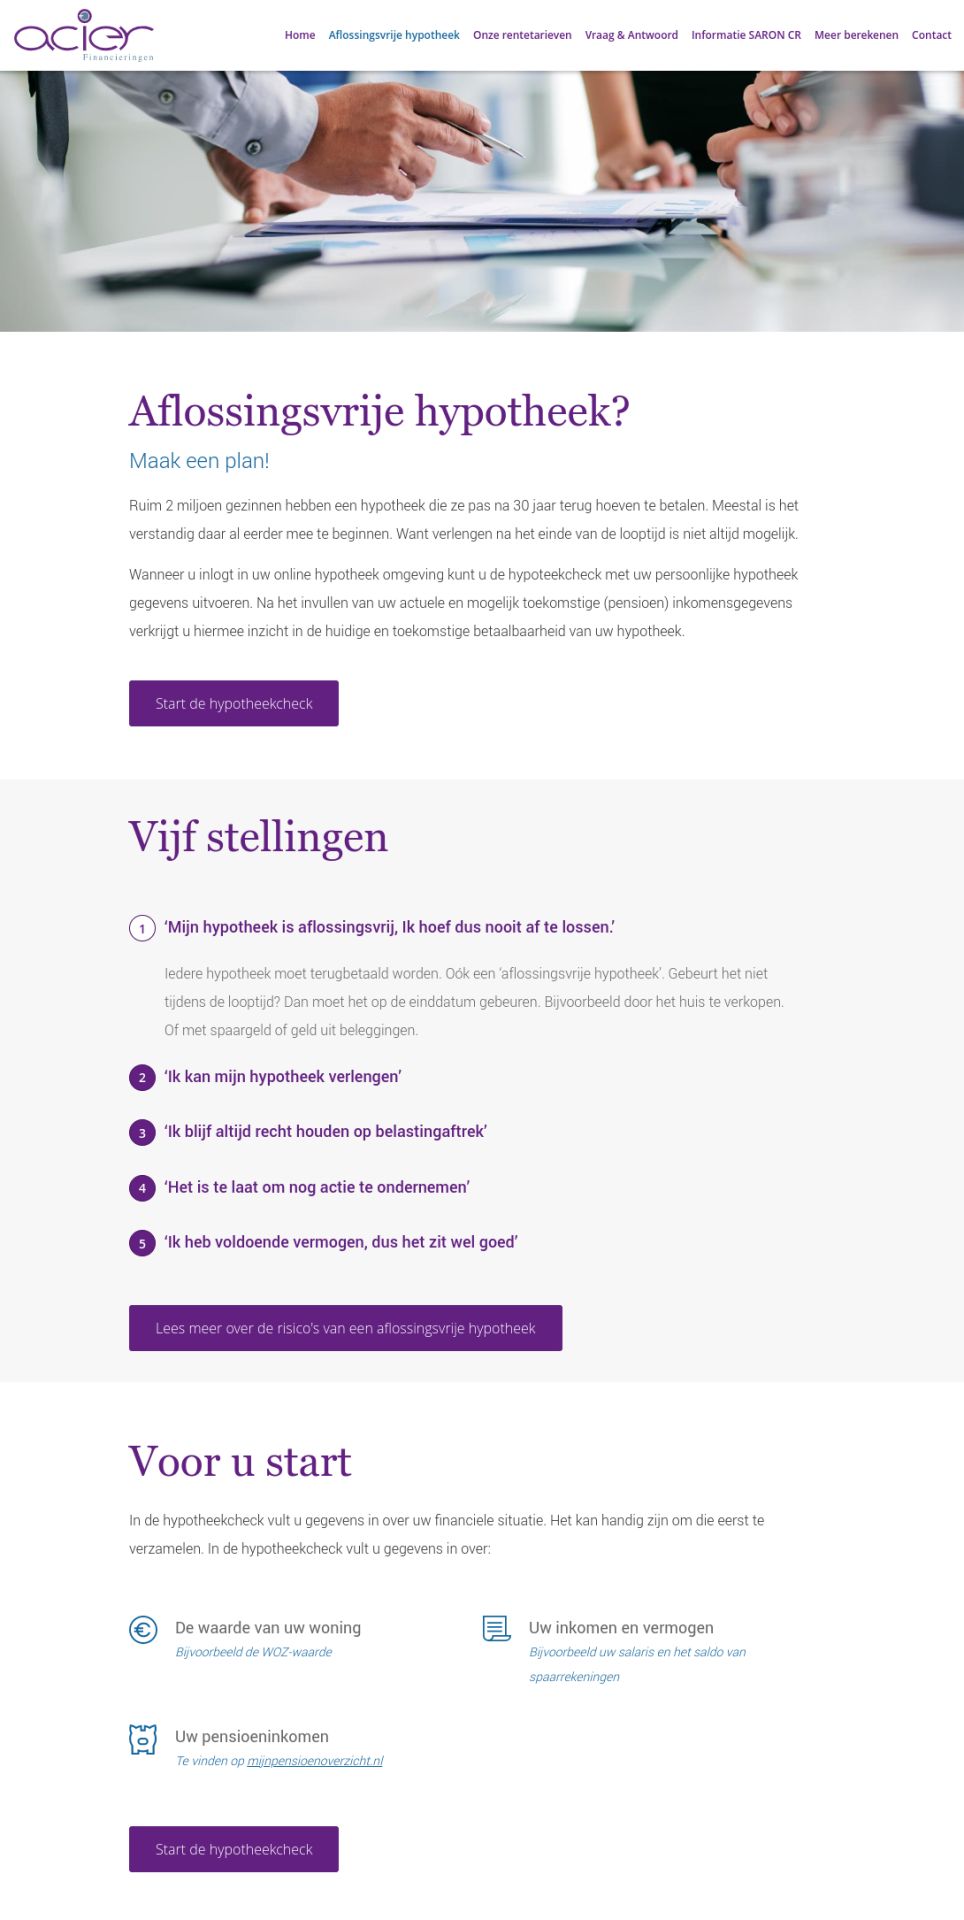 acier
Financieringen
Home Aflossingsvrije hypotheek Onze rentetarieven Vraag & Antwoord Informatie SARON CR Meer berekenen Contact
Aflossingsvrije hypotheek?
Maak een plan!
Ruim 2 miljoen gezinnen hebben een hypotheek die ze pas na 30 jaar terug hoeven te betalen. Meestal is het
verstandig daar al eerder mee te beginnen. Want verlengen na het einde van de looptijd is niet altijd mogelijk.
Wanneer u inlogt in uw online hypotheek omgeving kunt u de hypoteekcheck met uw persoonlijke hypotheek
gegevens uitvoeren. Na het invullen van uw actuele en mogelijk toekomstige (pensioen) inkomensgegevens
verkrijgt u hiermee inzicht in de huidige en toekomstige betaalbaarheid van uw hypotheek.
Start de hypotheekcheck
Vijf stellingen
1 ‘Mijn hypotheek is aflossingsvrij, Ik hoef dus nooit af te lossen.’
Iedere hypotheek moet terugbetaald worden. Oók een ‘aflossingsvrije hypotheek’. Gebeurt het niet
tijdens de looptijd? Dan moet het op de einddatum gebeuren. Bijvoorbeeld door het huis te verkopen.
Of met spaargeld of geld uit beleggingen.
2 ‘Ik kan mijn hypotheek verlengen’
3 ‘Ik blijf altijd recht houden op belastingaftrek’
4 ‘Het is te laat om nog actie te ondernemen’
5 ‘Ik heb voldoende vermogen, dus het zit wel goed’
Lees meer over de risico's van een aflossingsvrije hypotheek
Voor u start
In de hypotheekcheck vult u gegevens in over uw financiele situatie. Het kan handig zijn om die eerst te
verzamelen. In de hypotheekcheck vult u gegevens in over:
De waarde van uw woning
Bijvoorbeeld de WOZ-waarde
Uw inkomen en vermogen
Bijvoorbeeld uw salaris en het saldo van
spaarrekeningen
Uw pensioeninkomen
Te vinden op mijnpensioenoverzicht.nl
Start de hypotheekcheck